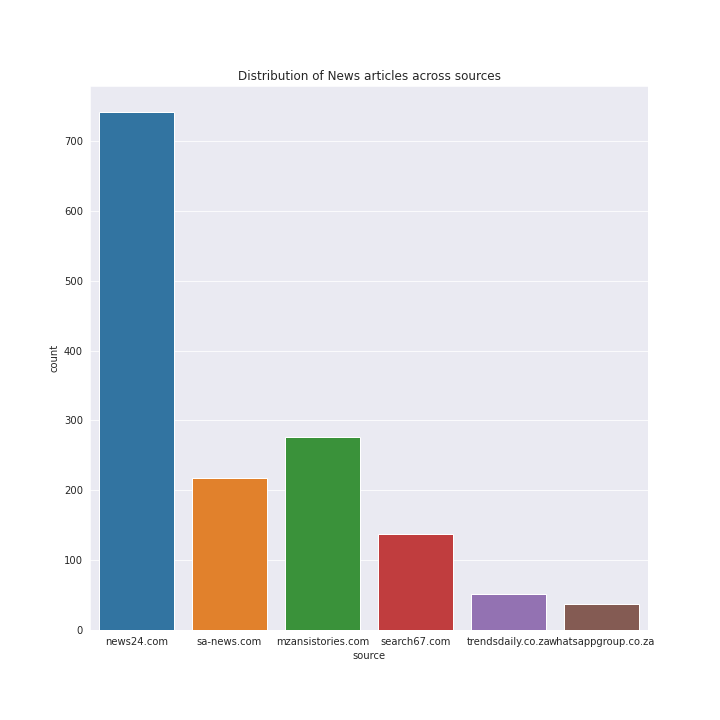 Distribution of News articles across sources
700
600
500
400
300
200
100
0
count
news24.com
sa-news.com
mzansistories.com
search67.com
trendsdaily.co.za
whatsappgroup.co.za
source